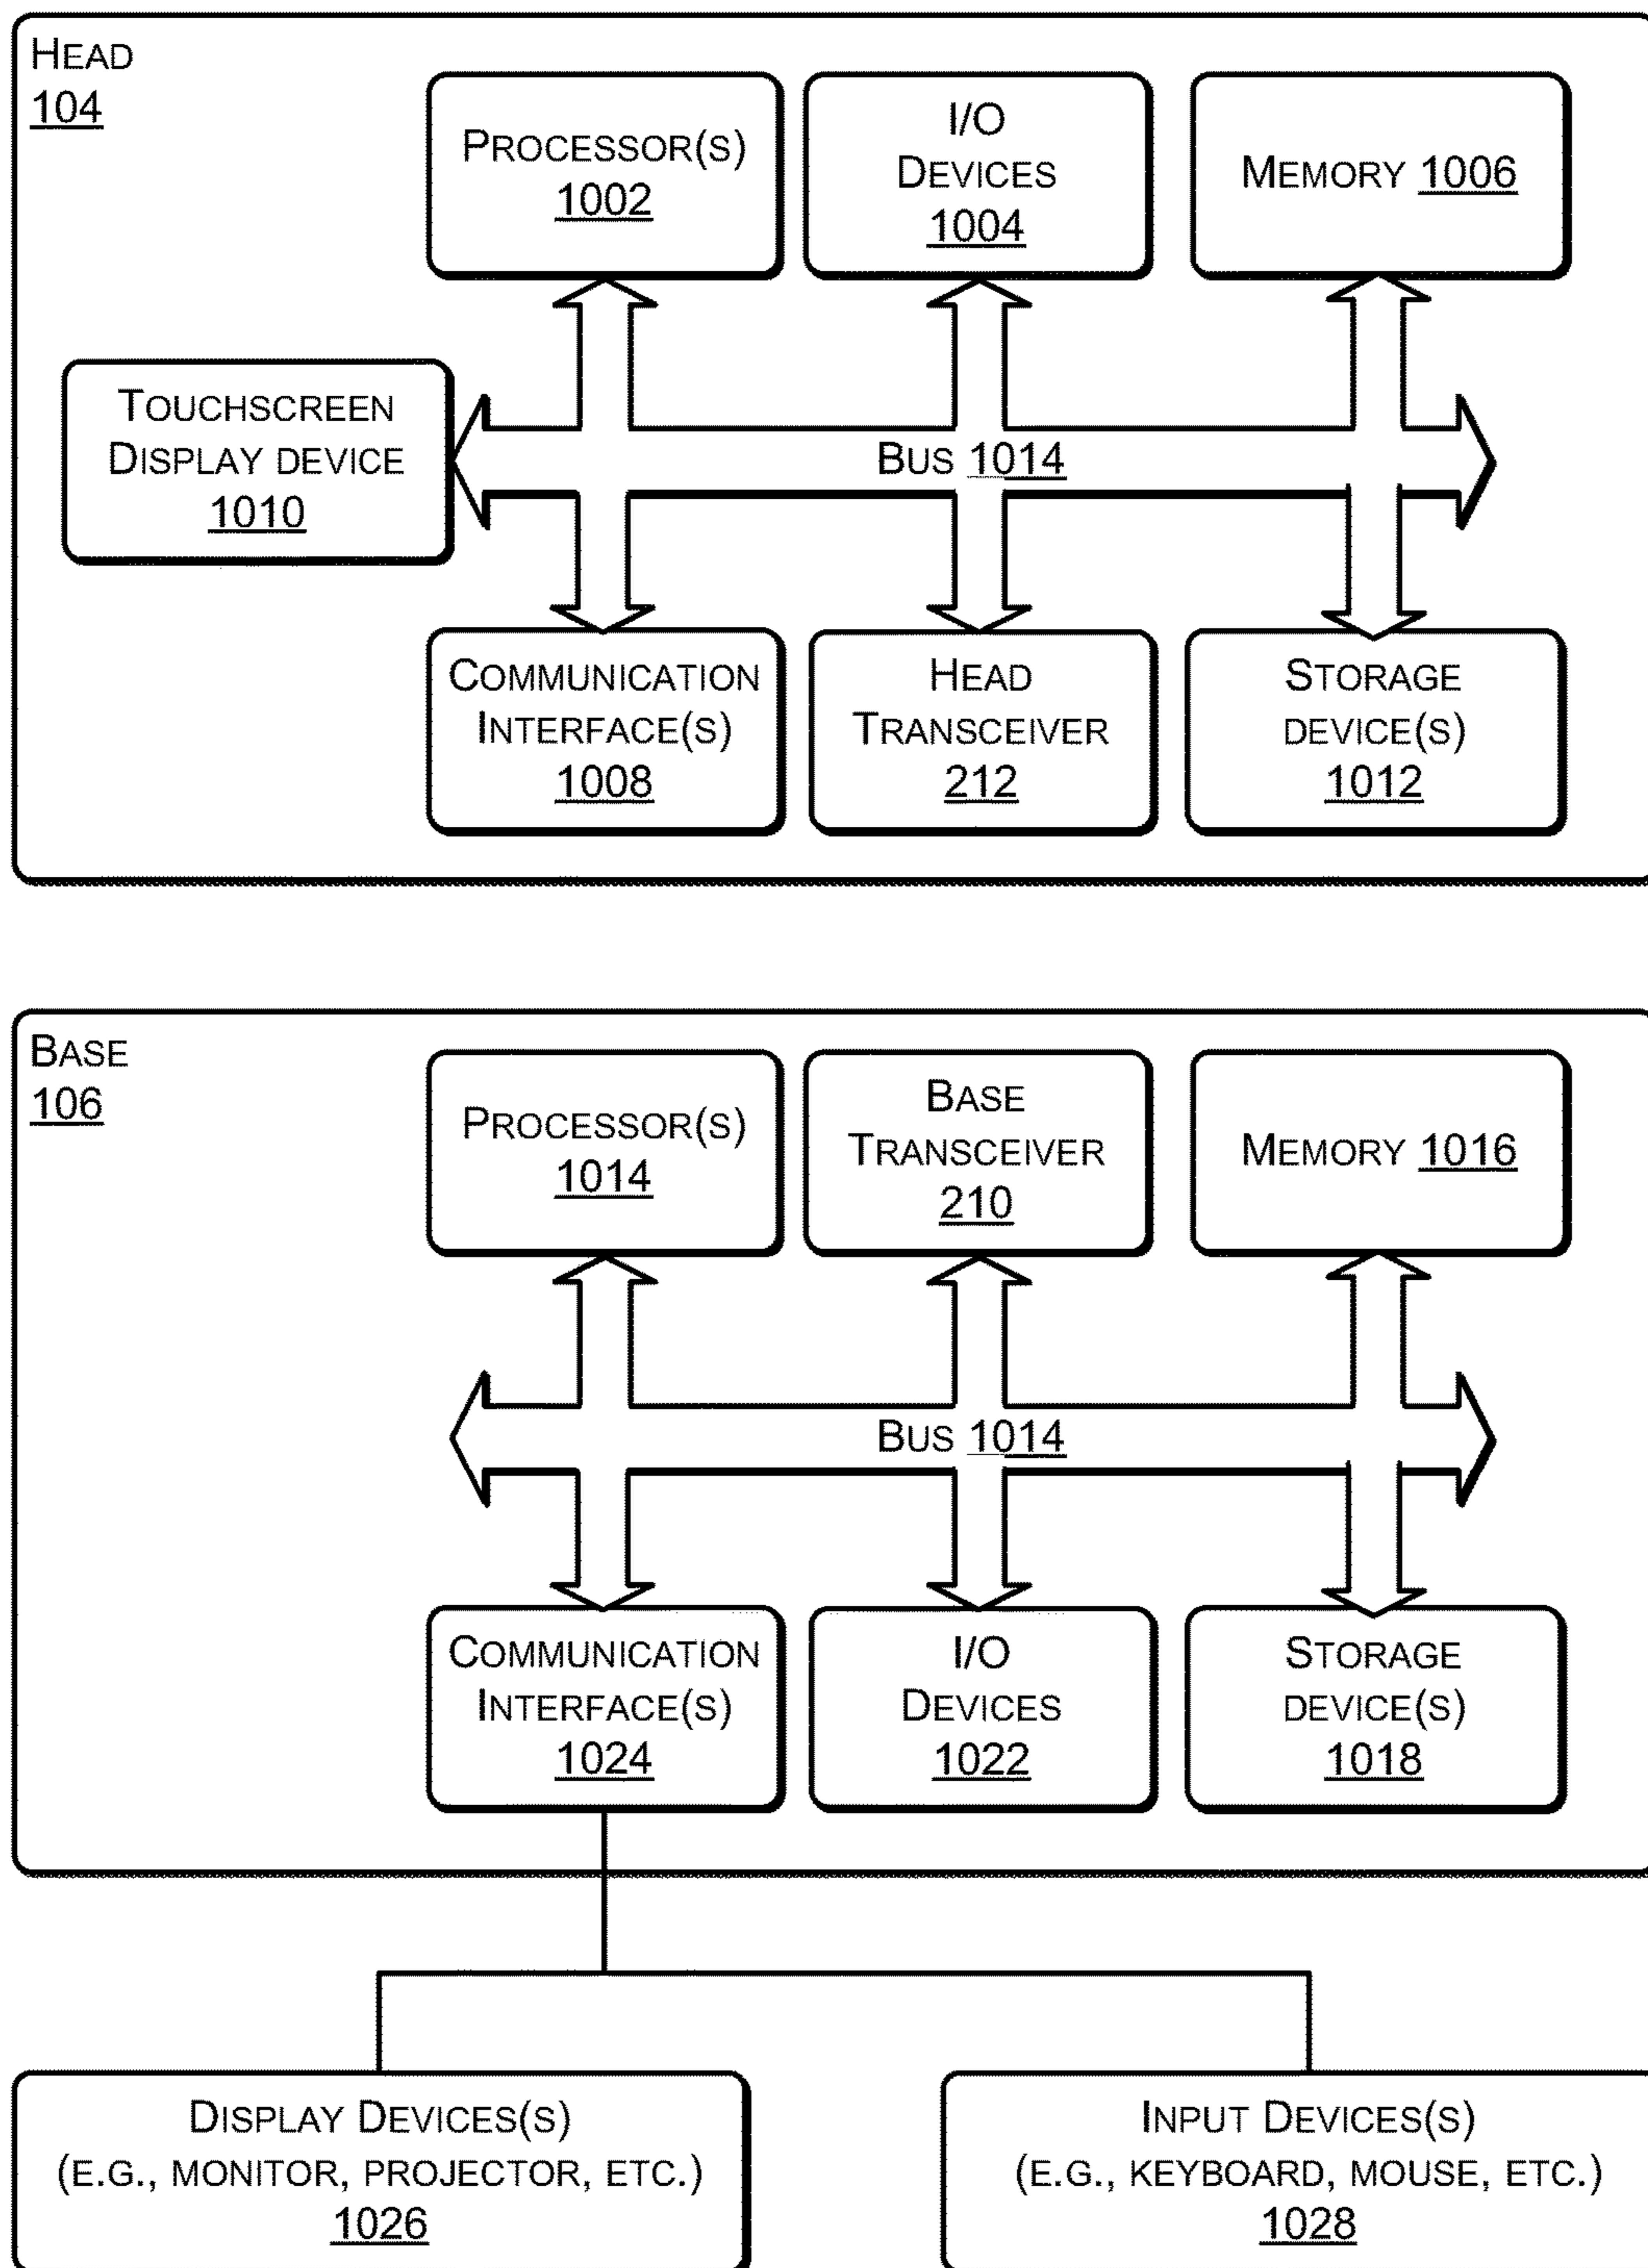 HEAD
104
PROCESSOR(S)
1002
I/O
DEVICES
1004
MEMORY 1006
TOUCHSCREEN
DISPLAY DEVICE
1010
BUS 1014
COMMUNICATION
INTERFACE(S)
1008
HEAD
TRANSCEIVER
212
STORAGE
DEVICE(S)
1012
BASE
106
PROCESSOR(S)
1014
BASE
TRANSCEIVER
210
MEMORY 1016
BUS 1014
COMMUNICATION
INTERFACE(S)
1024
I/O
DEVICES
1022
STORAGE
DEVICE(S)
1018
DISPLAY DEVICES(S)
(E.G., MONITOR, PROJECTOR, ETC.)
1026
INPUT DEVICES(S)
(E.G., KEYBOARD, MOUSE, ETC.)
1028